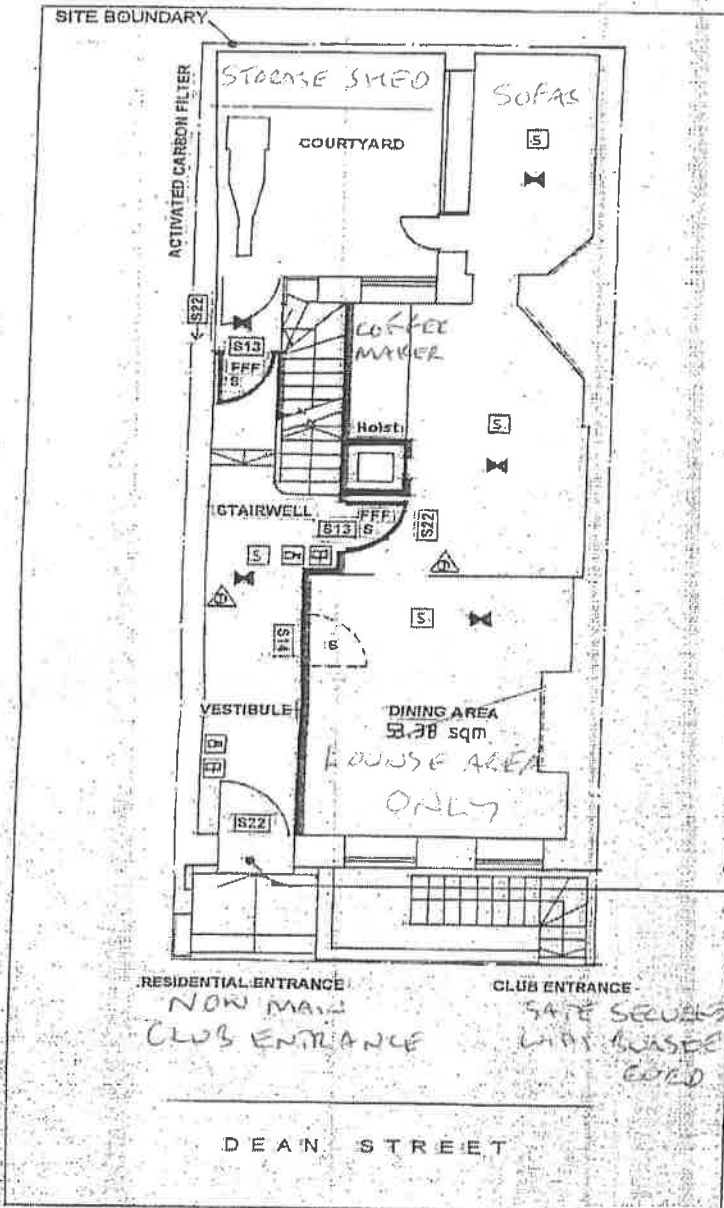 SITE BOUNDARY
STORAGE SHED
SOFAS
ACTIVATED CARBON FILTER
COURTYARD
S
S22
S13
FFF
S
COFFEE
MAKER
Hoist
S
STAIRWELL
S13
FFF
S
S22
S
S
S14
S
VESTIBULE
DINING AREA
53.38 sqm
LOUNGE AREA
ONLY
S22
RESIDENTIAL ENTRANCE
CLUB ENTRANCE
NOW MAIN
CLUB ENTRANCE
GATE SECURED
WITH
CORD
DEAN STREET